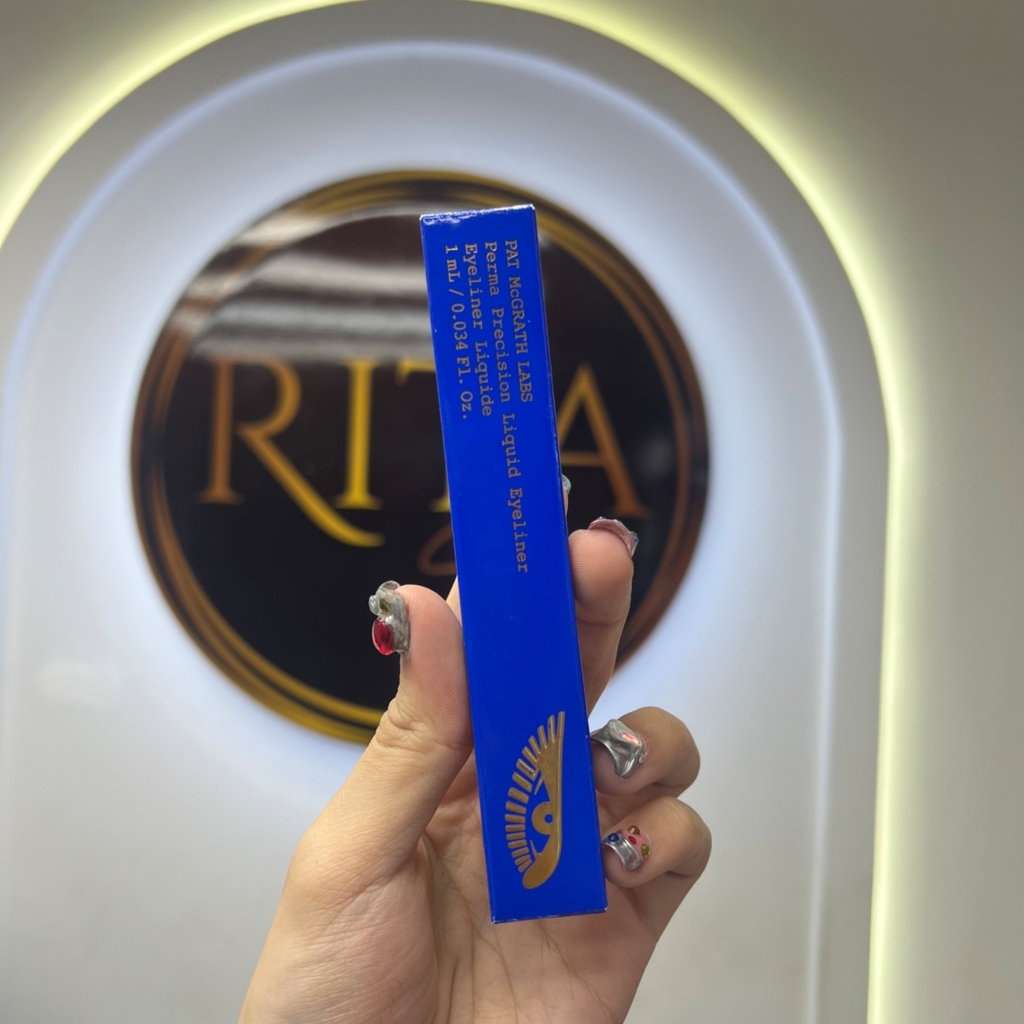 PAT McGRATH LABS
Perma Precision Liquid Eyeliner
Eyeliner Liquide
1 mL / 0.034 Fl. Oz.